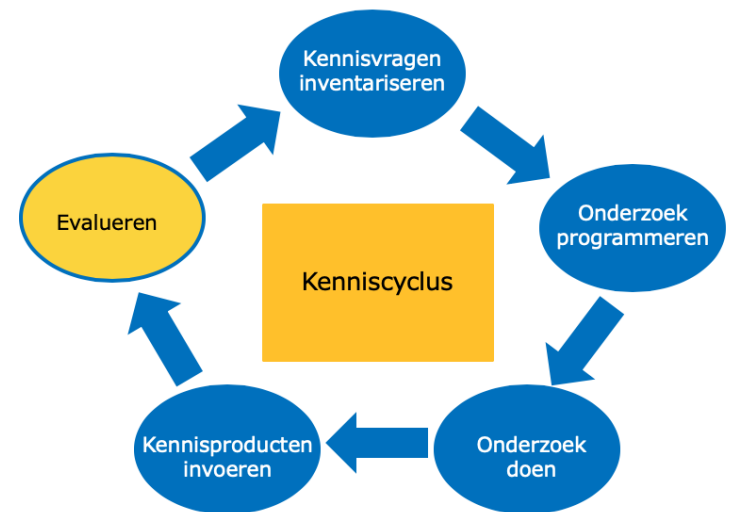 Kennisvragen
inventariseren
Onderzoek
programmeren
Evalueren
Kenniscyclus
Kennisproducten
invoeren
Onderzoek
doen